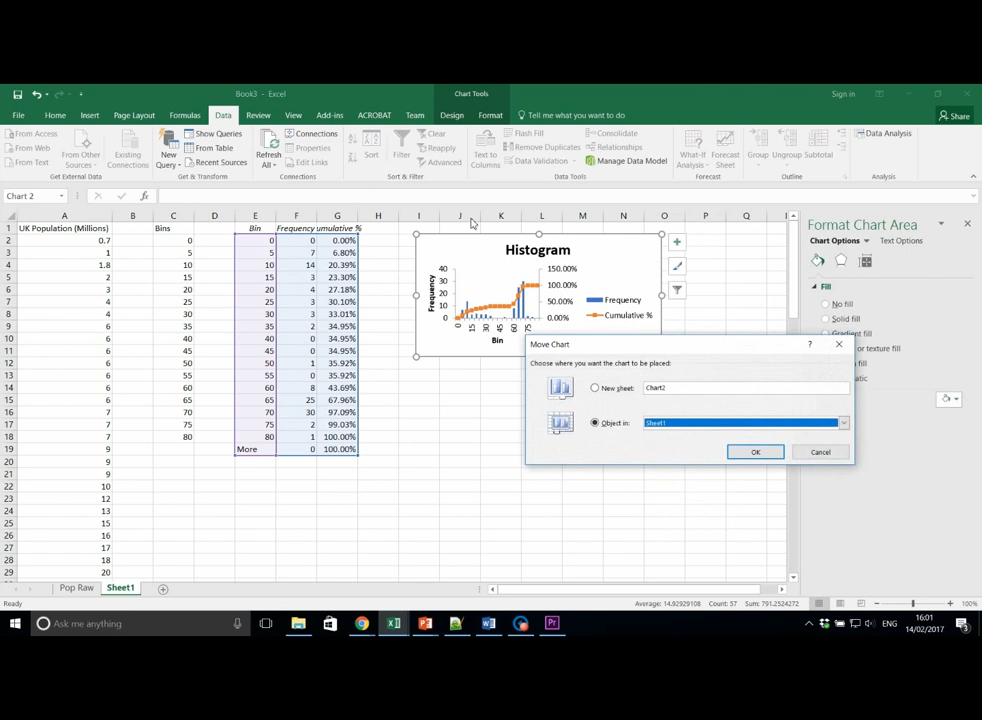 Book3 - Excel
Chart Tools
Sign in
File Home Insert Page Layout Formulas Data Review View Add-ins ACROBAT Team Design Format Tell me what you want to do... Share
From Access
From Web
From Text
From Other Sources
Existing Connections
Get External Data
New Query
Show Queries
From Table
Recent Sources
Get & Transform
Refresh All
Connections
Properties
Edit Links
Connections
Sort
Filter
Clear
Reapply
Advanced
Sort & Filter
Text to Columns
Flash Fill
Remove Duplicates
Data Validation
Consolidate
Relationships
Manage Data Model
Data Tools
What-If Analysis
Forecast Sheet
Forecast
Group Ungroup Subtotal
Outline
Data Analysis
Analysis
Chart 2
fx
A B C D E F G H I J K L M N O P Q
1 UK Population (Millions) Bins Bin Frequency umulative %
2 0.7 0 0 0 0.00%
3 1 5 5 7 6.80%
4 1.8 10 10 14 20.39%
5 2 15 15 3 23.30%
6 3 20 20 4 27.18%
7 4 25 25 3 30.10%
8 4 30 30 3 33.01%
9 6 35 35 2 34.95%
10 6 40 40 0 34.95%
11 6 45 45 0 34.95%
12 6 50 50 1 35.92%
13 6 55 55 0 35.92%
14 6 60 60 8 43.69%
15 6 65 65 25 67.96%
16 7 70 70 30 97.09%
17 7 75 75 2 99.03%
18 7 80 80 1 100.00%
19 9 More 0 100.00%
20 9
21 9
22 10
23 12
24 13
25 15
26 16
27 17
28 18
29 20
Histogram
Frequency
40
30
20
10
0
150.00%
100.00%
50.00%
0.00%
0 15 30 45 60 75
Bin
Frequency
Cumulative %
Move Chart
?
Choose where you want the chart to be placed:
New sheet: Chart2
Object in: Sheet1
OK Cancel
Format Chart Area
Chart Options Text Options
Fill
No fill
Solid fill
Gradient fill
or texture fill
atic
Pop Raw Sheet1
Ready
Average: 14.92929108 Count: 57 Sum: 791.2524272
100%
Ask me anything
ENG
16:01
14/02/2017
3